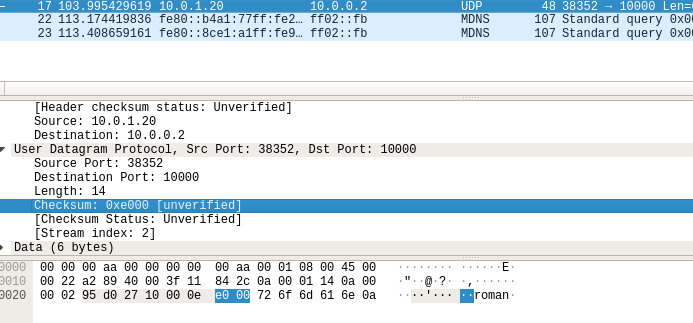 17 103.995429619 10.0.1.20 10.0.0.2 UDP 48 38352 → 10000 Len=
22 113.174419836 fe80::b4a1:77ff:fe2… ff02::fb MDNS 107 Standard query 0x00
23 113.408659161 fe80::8ce1:a1ff:fe9… ff02::fb MDNS 107 Standard query 0x00
[Header checksum status: Unverified]
Source: 10.0.1.20
Destination: 10.0.0.2
User Datagram Protocol, Src Port: 38352, Dst Port: 10000
Source Port: 38352
Destination Port: 10000
Length: 14
Checksum: 0xe000 [unverified]
[Checksum Status: Unverified]
[Stream index: 2]
Data (6 bytes)
0000 00 00 00 aa 00 00 00 00 00 aa 00 01 08 00 45 00 ········ ······E·
0010 00 22 a2 89 40 00 3f 11 84 2c 0a 00 01 14 0a 00 ·"··@·?· ·,······
0020 00 02 95 d0 27 10 00 0e e0 00 72 6f 6d 61 6e 0a ····'··· ··roman·